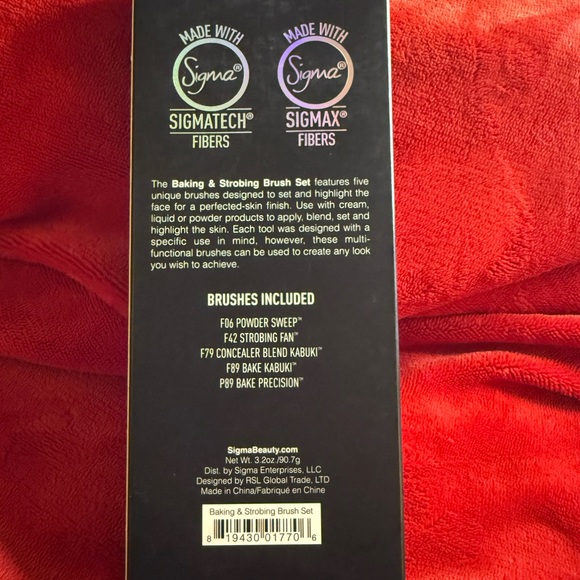 MADE WITH
Sigma®
SIGMATECH®
FIBERS
MADE WITH
Sigma®
SIGMAX®
FIBERS
The Baking & Strobing Brush Set features five
unique brushes designed to set and highlight the
face for a perfected-skin finish. Use with cream,
liquid or powder products to apply, blend, set and
highlight the skin. Each tool was designed with a
specific use in mind, however, these multi-
functional brushes can be used to create any look
you wish to achieve.
BRUSHES INCLUDED
F06 POWDER SWEEP™
F42 STROBING FAN™
F79 CONCEALER BLEND KABUKI™
F89 BAKE KABUKI™
P89 BAKE PRECISION™
SigmaBeauty.com
Net Wt. 3.2oz./90.7g
Dist. by Sigma Enterprises, LLC
Designed by RSL Global Trade, LTD
Made in China/Fabriqué en Chine
Baking & Strobing Brush Set
8 19430 01770 6